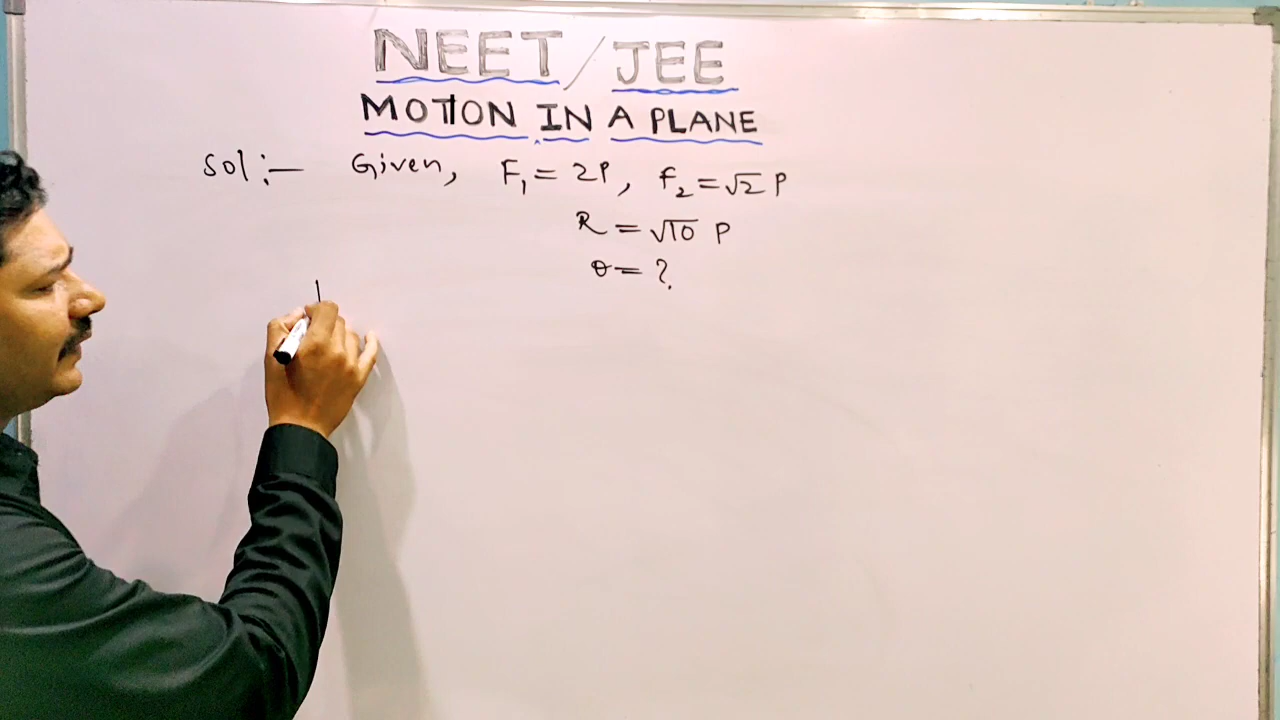 NEET/JEE
MOTION IN A PLANE
Sol:- Given, F₁ = 2P, F₂ = √2 P
R = √10 P
θ = ?